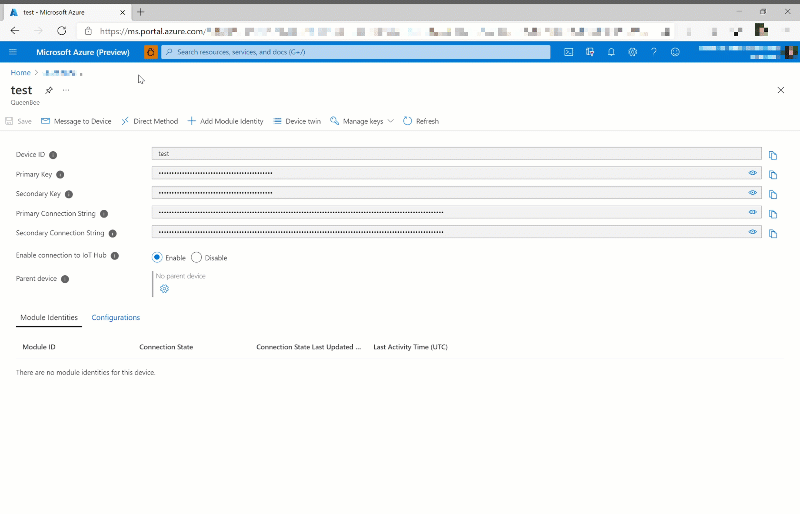 test - Microsoft Azure
https://ms.portal.azure.com/
Microsoft Azure (Preview)
Search resources, services, and docs (G+/)
Home >
test
QueenBee
Save
Message to Device
Direct Method
Add Module Identity
Device twin
Manage keys
Refresh
Device ID
test
Primary Key
Secondary Key
Primary Connection String
Secondary Connection String
Enable connection to IoT Hub
Enable
Disable
Parent device
No parent device
Module Identities
Configurations
Module ID
Connection State
Connection State Last Updated ...
Last Activity Time (UTC)
There are no module identities for this device.